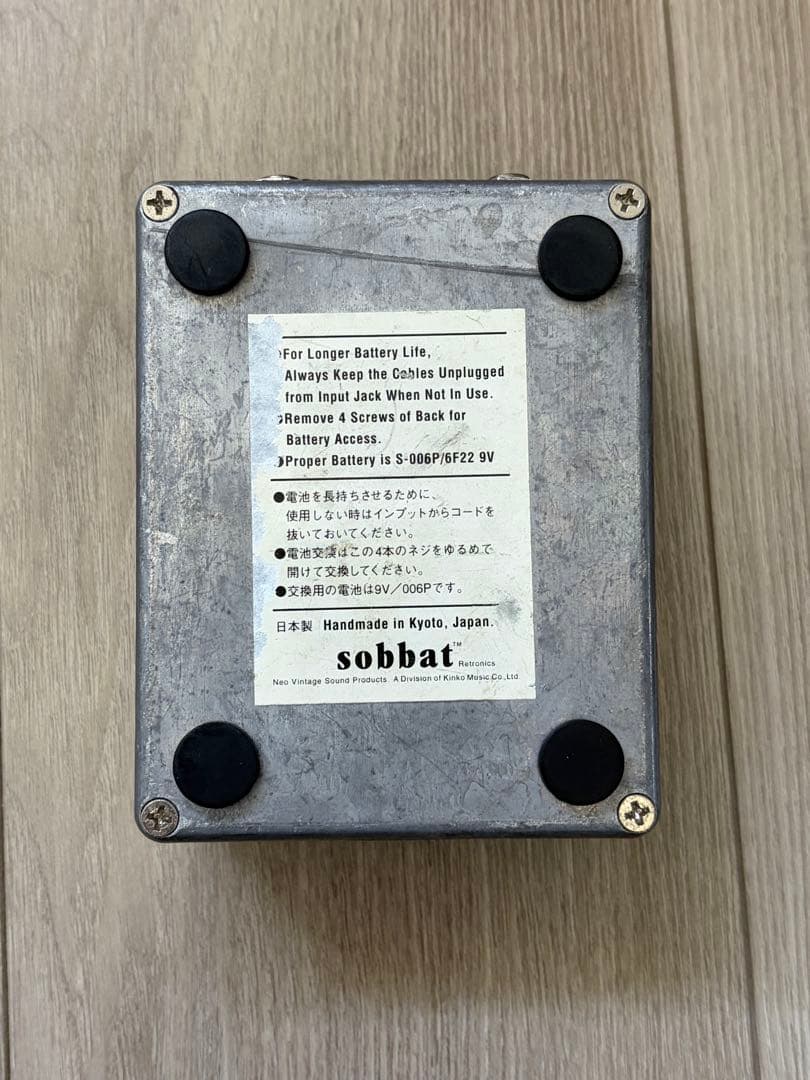 ●For Longer Battery Life,
Always Keep the Cables Unplugged
from Input Jack When Not In Use.
●Remove 4 Screws of Back for
Battery Access.
●Proper Battery is S-006P/6F22 9V
●電池を長持ちさせるために、
使用しない時はインプットからコードを
抜いておいてください。
●電池交換はこの4本のネジをゆるめて
開けて交換してください。
●交換用の電池は9V／006Pです。
日本製 Handmade in Kyoto, Japan.
sobbat™ Retronics
Neo Vintage Sound Products. A Division of Kinko Music Co.,Ltd.